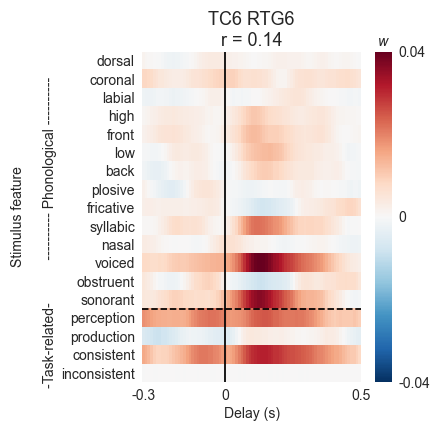 TC6 RTG6
r = 0.14
w
Stimulus feature
---------- Phonological ----------
-Task-related-
dorsal
coronal
labial
high
front
low
back
plosive
fricative
syllabic
nasal
voiced
obstruent
sonorant
perception
production
consistent
inconsistent
-0.3
0
0.5
Delay (s)
0.04
0
-0.04